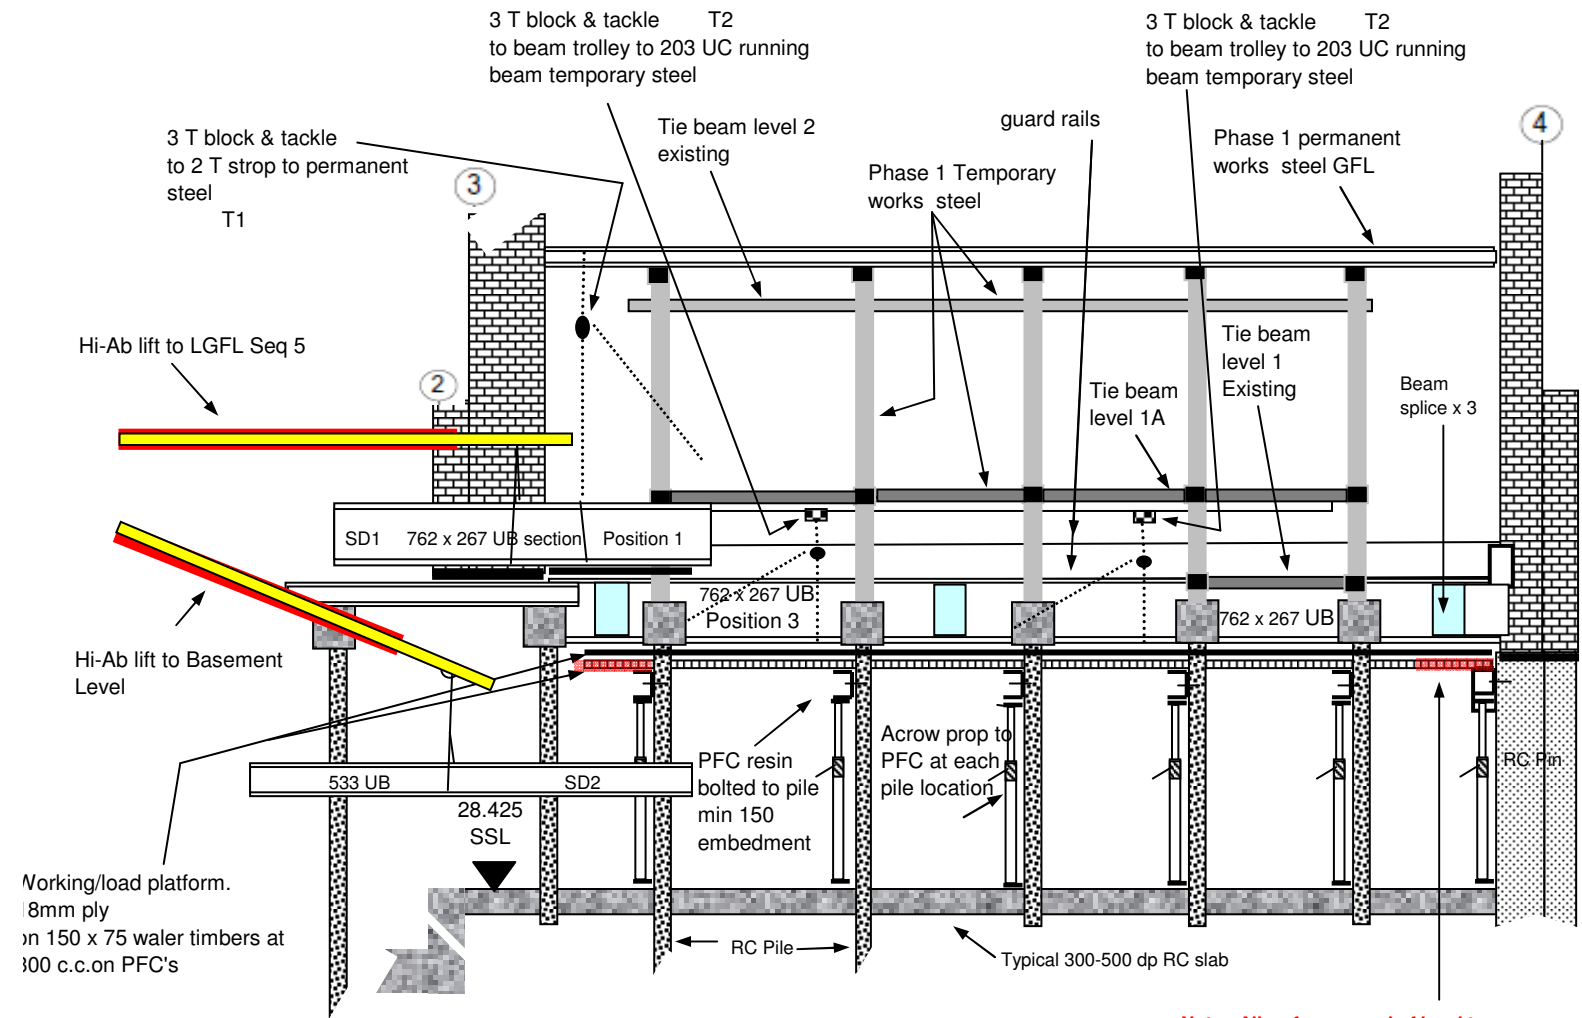 3 T block & tackle T2
to beam trolley to 203 UC running
beam temporary steel
3 T block & tackle T2
to beam trolley to 203 UC running
beam temporary steel
3 T block & tackle
to 2 T strop to permanent
steel
T1
Tie beam level 2
existing
guard rails
Phase 1 permanent
works steel GFL
4
3
Phase 1 Temporary
works steel
Hi-Ab lift to LGFL Seq 5
2
Tie beam
level 1
Existing
Tie beam
level 1A
Beam
splice x 3
SD1 762 x 267 UB section Position 1
762 x 267 UB
Position 3
762 x 267 UB
Hi-Ab lift to Basement
Level
PFC resin
bolted to pile
min 150
embedment
Acrow prop to
PFC at each
pile location
RC Pin
533 UB SD2
28.425
SSL
Working/load platform.
18mm ply
on 150 x 75 waler timbers at
300 c.c.on PFC's
RC Pile
Typical 300-500 dp RC slab